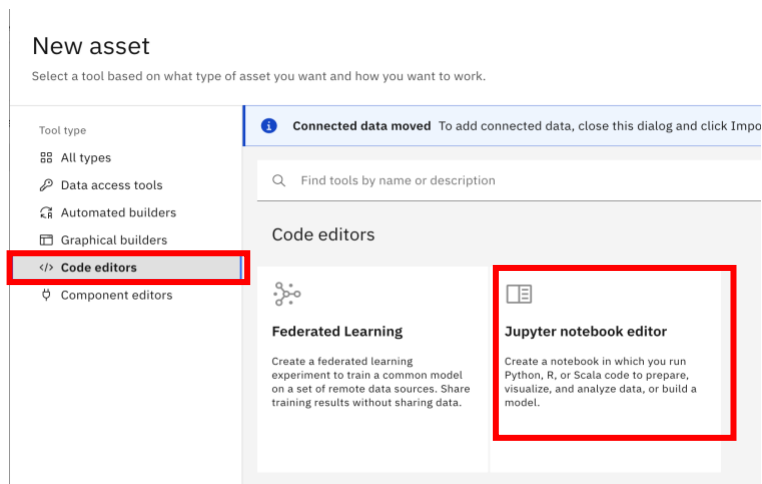 New asset
Select a tool based on what type of asset you want and how you want to work.
Tool type
All types
Data access tools
Automated builders
Graphical builders
</> Code editors
Component editors
Connected data moved To add connected data, close this dialog and click Impo
Find tools by name or description
Code editors
Federated Learning
Create a federated learning
experiment to train a common model
on a set of remote data sources. Share
training results without sharing data.
Jupyter notebook editor
Create a notebook in which you run
Python, R, or Scala code to prepare,
visualize, and analyze data, or build a
model.